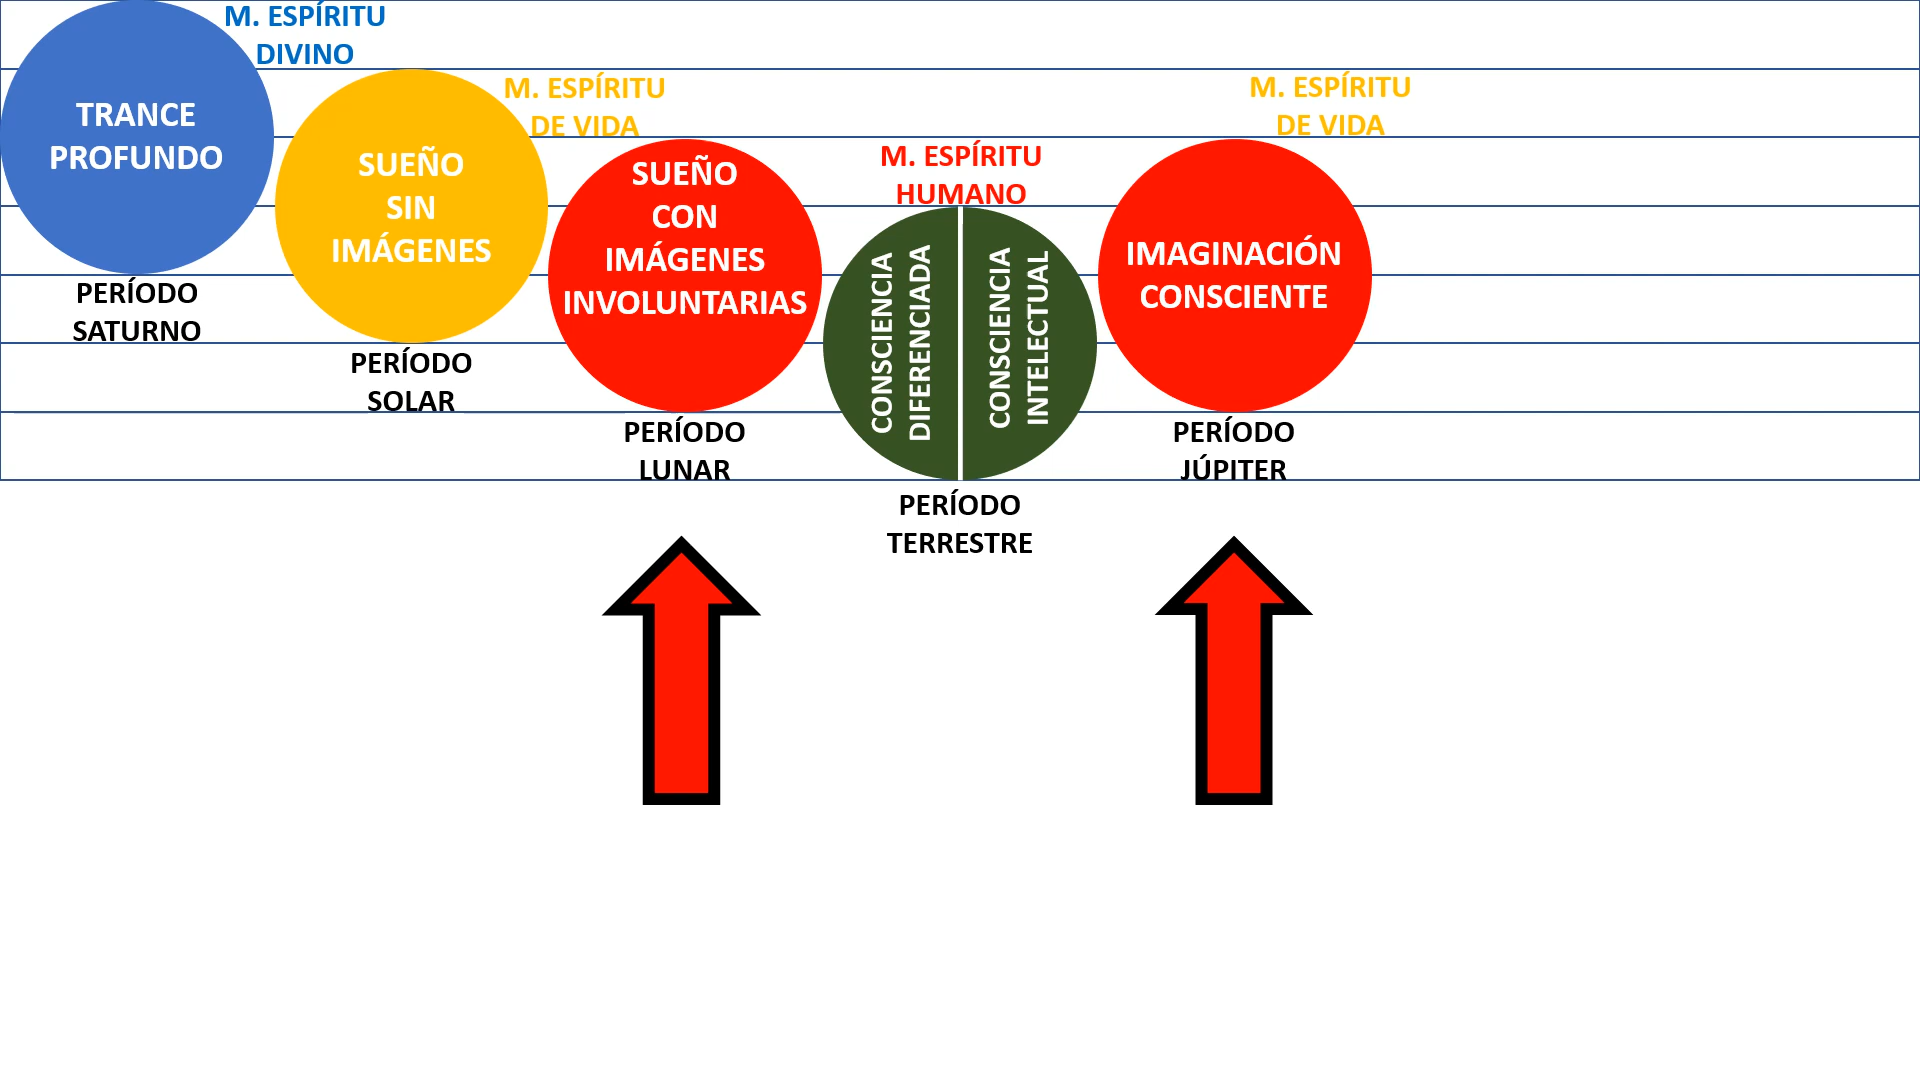 M. ESPÍRITU
DIVINO
TRANCE
PROFUNDO
PERÍODO
SATURNO
M. ESPÍRITU
DE VIDA
SUEÑO
SIN
IMÁGENES
PERÍODO
SOLAR
SUEÑO
CON
IMÁGENES
INVOLUNTARIAS
PERÍODO
LUNAR
M. ESPÍRITU
HUMANO
CONSCIENCIA
DIFERENCIADA
CONSCIENCIA
INTELECTUAL
PERÍODO
TERRESTRE
M. ESPÍRITU
DE VIDA
IMAGINACIÓN
CONSCIENTE
PERÍODO
JÚPITER